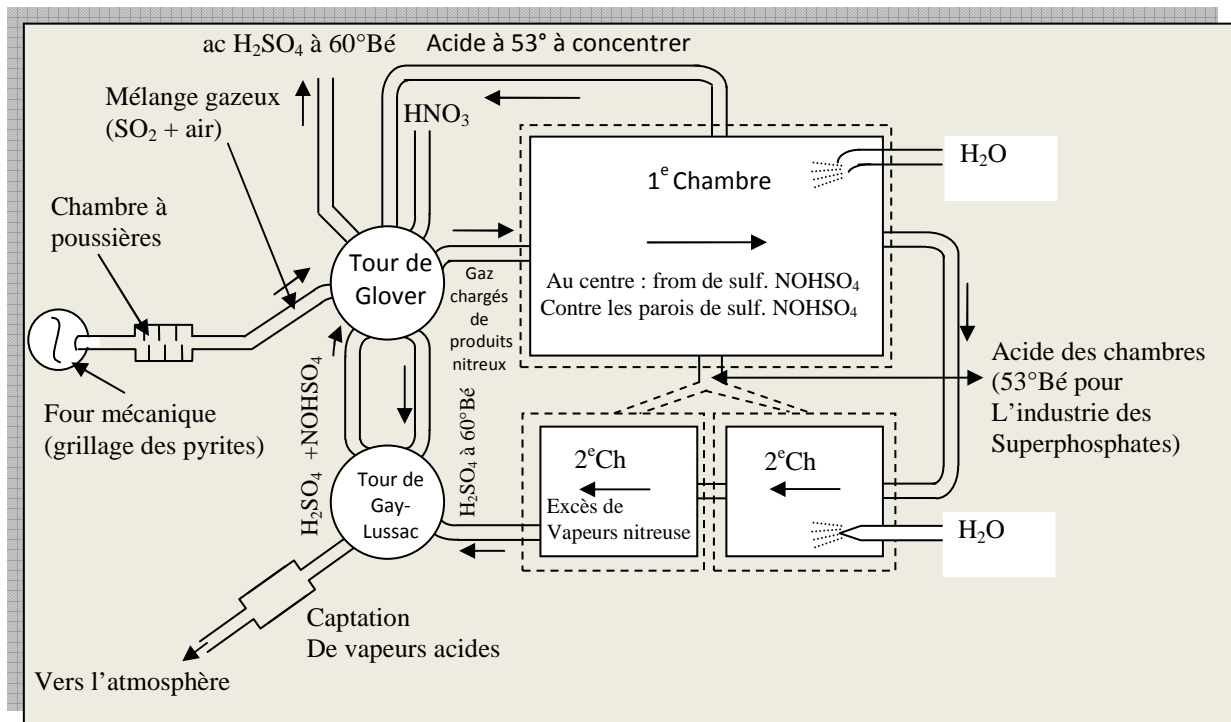 ac H₂SO₄ à 60°Bé
Acide à 53° à concentrer
Mélange gazeux
(SO₂ + air)
HNO₃
H₂O
1ᵉ Chambre
Chambre à
poussières
Tour de
Glover
Gaz
chargés
de
produits
nitreux
Au centre : from de sulf. NOHSO₄
Contre les parois de sulf. NOHSO₄
Four mécanique
(grillage des pyrites)
H₂SO₄ +NOHSO₄
H₂SO₄ à 60°Bé
Acide des chambres
(53°Bé pour
L’industrie des
Superphosphates)
Tour de
Gay-
Lussac
2ᵉCh
Excès de
Vapeurs nitreuse
2ᵉCh
H₂O
Captation
De vapeurs acides
Vers l’atmosphère